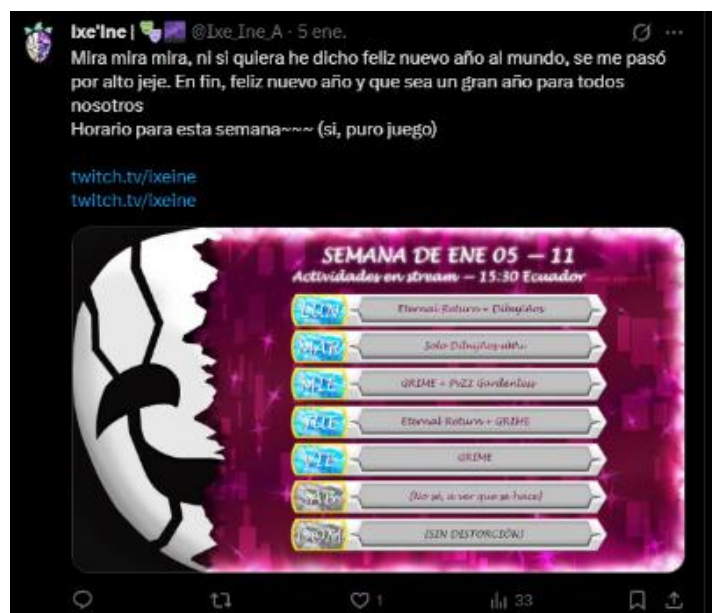 Ixe'Ine | @Ixe_Ine_A · 5 ene.
Mira mira mira, ni si quiera he dicho feliz nuevo año al mundo, se me pasó
por alto jeje. En fin, feliz nuevo año y que sea un gran año para todos
nosotros
Horario para esta semana~~~ (si, puro juego)
twitch.tv/ixeine
twitch.tv/ixeine
SEMANA DE ENE 05 — 11
Actividades en stream — 15:30 Ecuador
LUN Eternal Return + Dibujiños
MAR Solo Dibujiños uwu
MIE GRIME + PvZ2 Gardenless
JUE Eternal Return + GRIME
VIE GRIME
SAB (No sé, a ver que se hace)
DOM ¡SIN DISTORCIÓN!
1 33